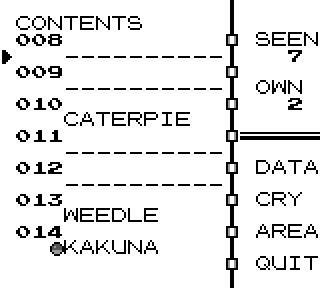 CONTENTS
008
----------
009
----------
010
CATERPIE
011
----------
012
----------
013
WEEDLE
014
KAKUNA
SEEN
7
OWN
2
DATA
CRY
AREA
QUIT